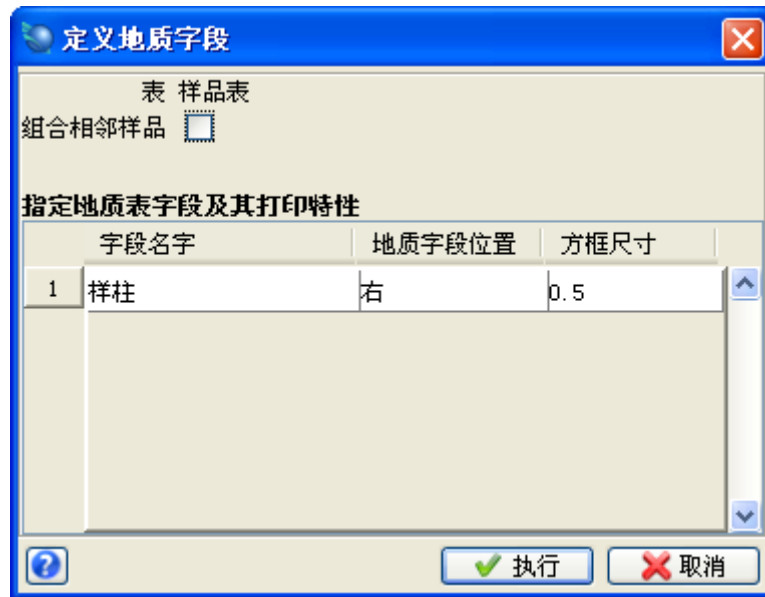 定义地质字段
表 样品表
组合相邻样品
指定地质表字段及其打印特性
字段名字 地质字段位置 方框尺寸
1 样柱 右 0.5
执行 取消